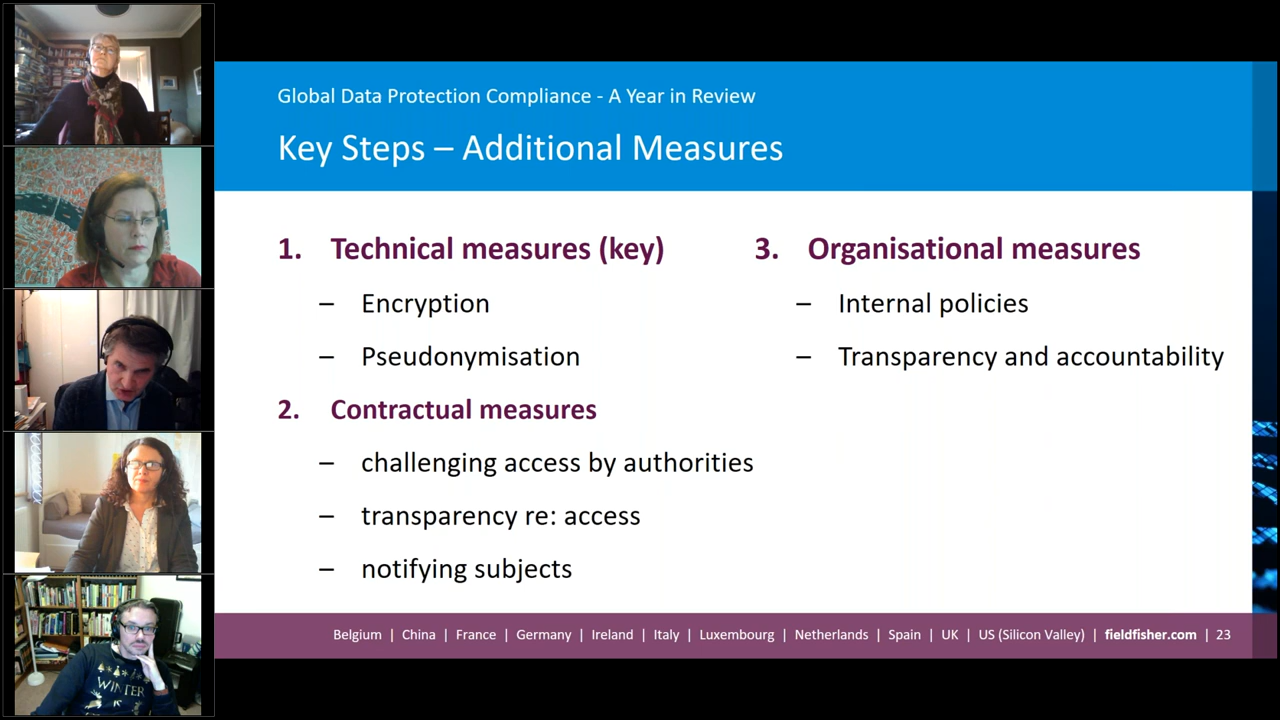 Global Data Protection Compliance - A Year in Review
Key Steps – Additional Measures
1. Technical measures (key)
– Encryption
– Pseudonymisation
2. Contractual measures
– challenging access by authorities
– transparency re: access
– notifying subjects
3. Organisational measures
– Internal policies
– Transparency and accountability
Belgium | China | France | Germany | Ireland | Italy | Luxembourg | Netherlands | Spain | UK | US (Silicon Valley) | fieldfisher.com | 23
WINTER